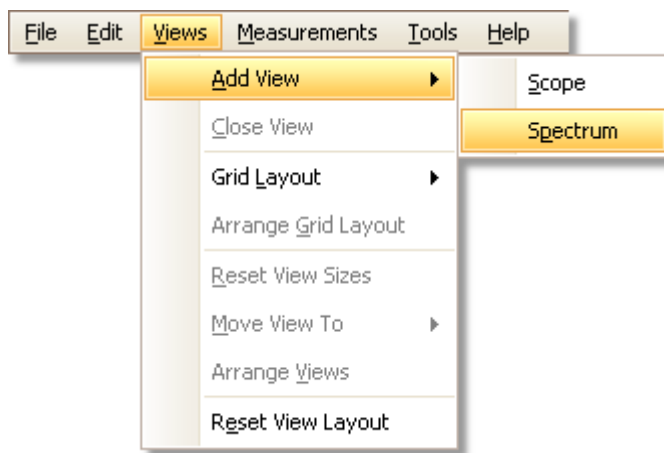 File Edit Views Measurements Tools Help
Add View
Scope
Close View
Spectrum
Grid Layout
Arrange Grid Layout
Reset View Sizes
Move View To
Arrange Views
Reset View Layout